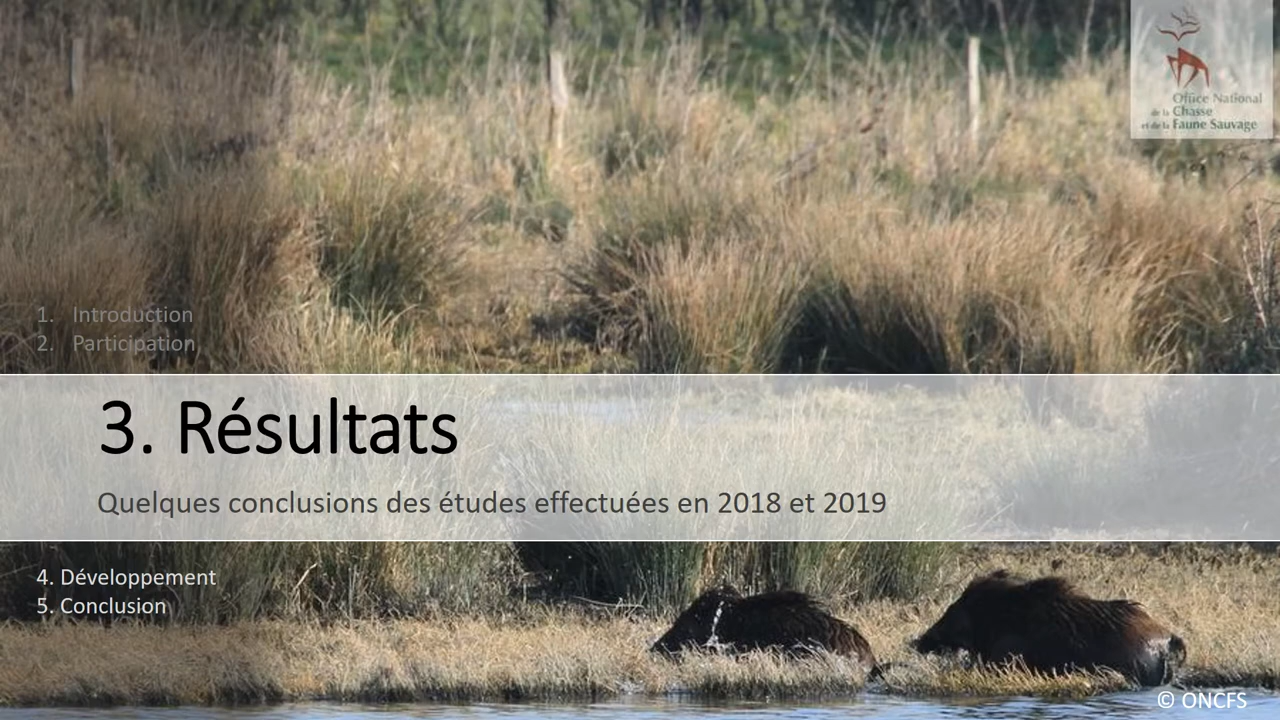 Office National
de la Chasse
et de la Faune Sauvage
1. Introduction
2. Participation
3. Résultats
Quelques conclusions des études effectuées en 2018 et 2019
4. Développement
5. Conclusion
© ONCFS